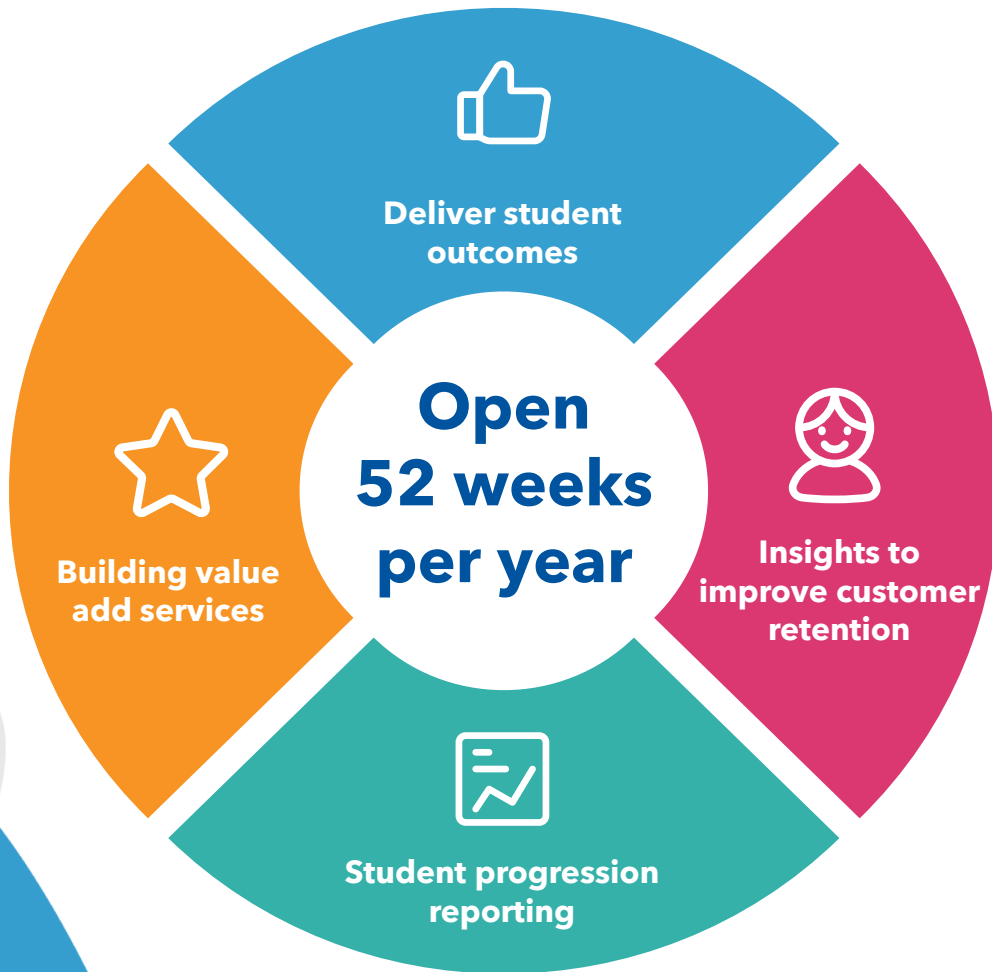 Deliver student
outcomes
Open
52 weeks
per year
Insights to
improve customer
retention
Building value
add services
Student progression
reporting